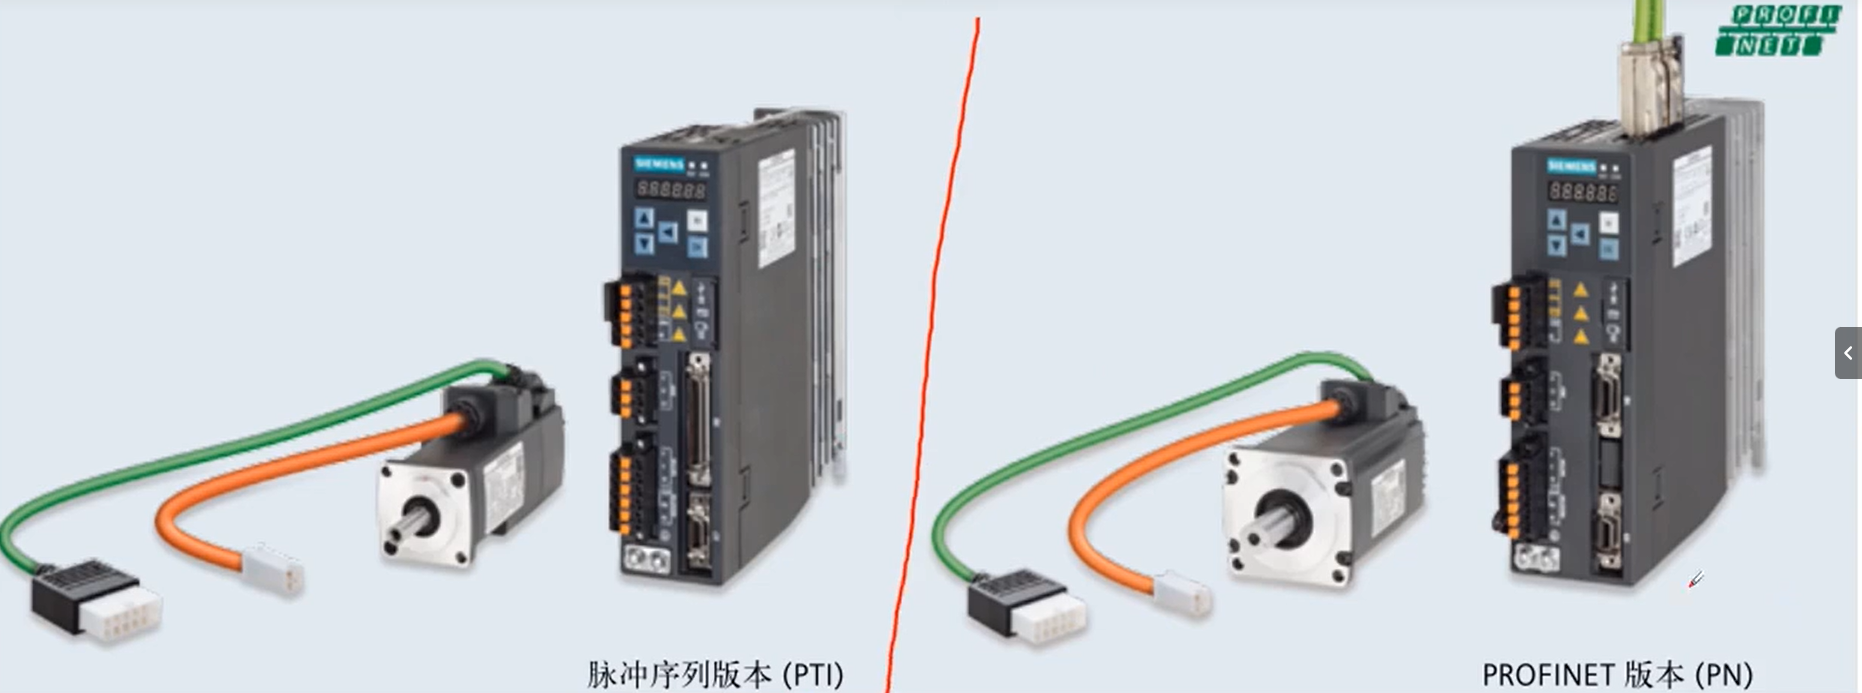 PROFI
NET
SIEMENS
SIEMENS
脉冲序列版本 (PTI)
PROFINET 版本 (PN)